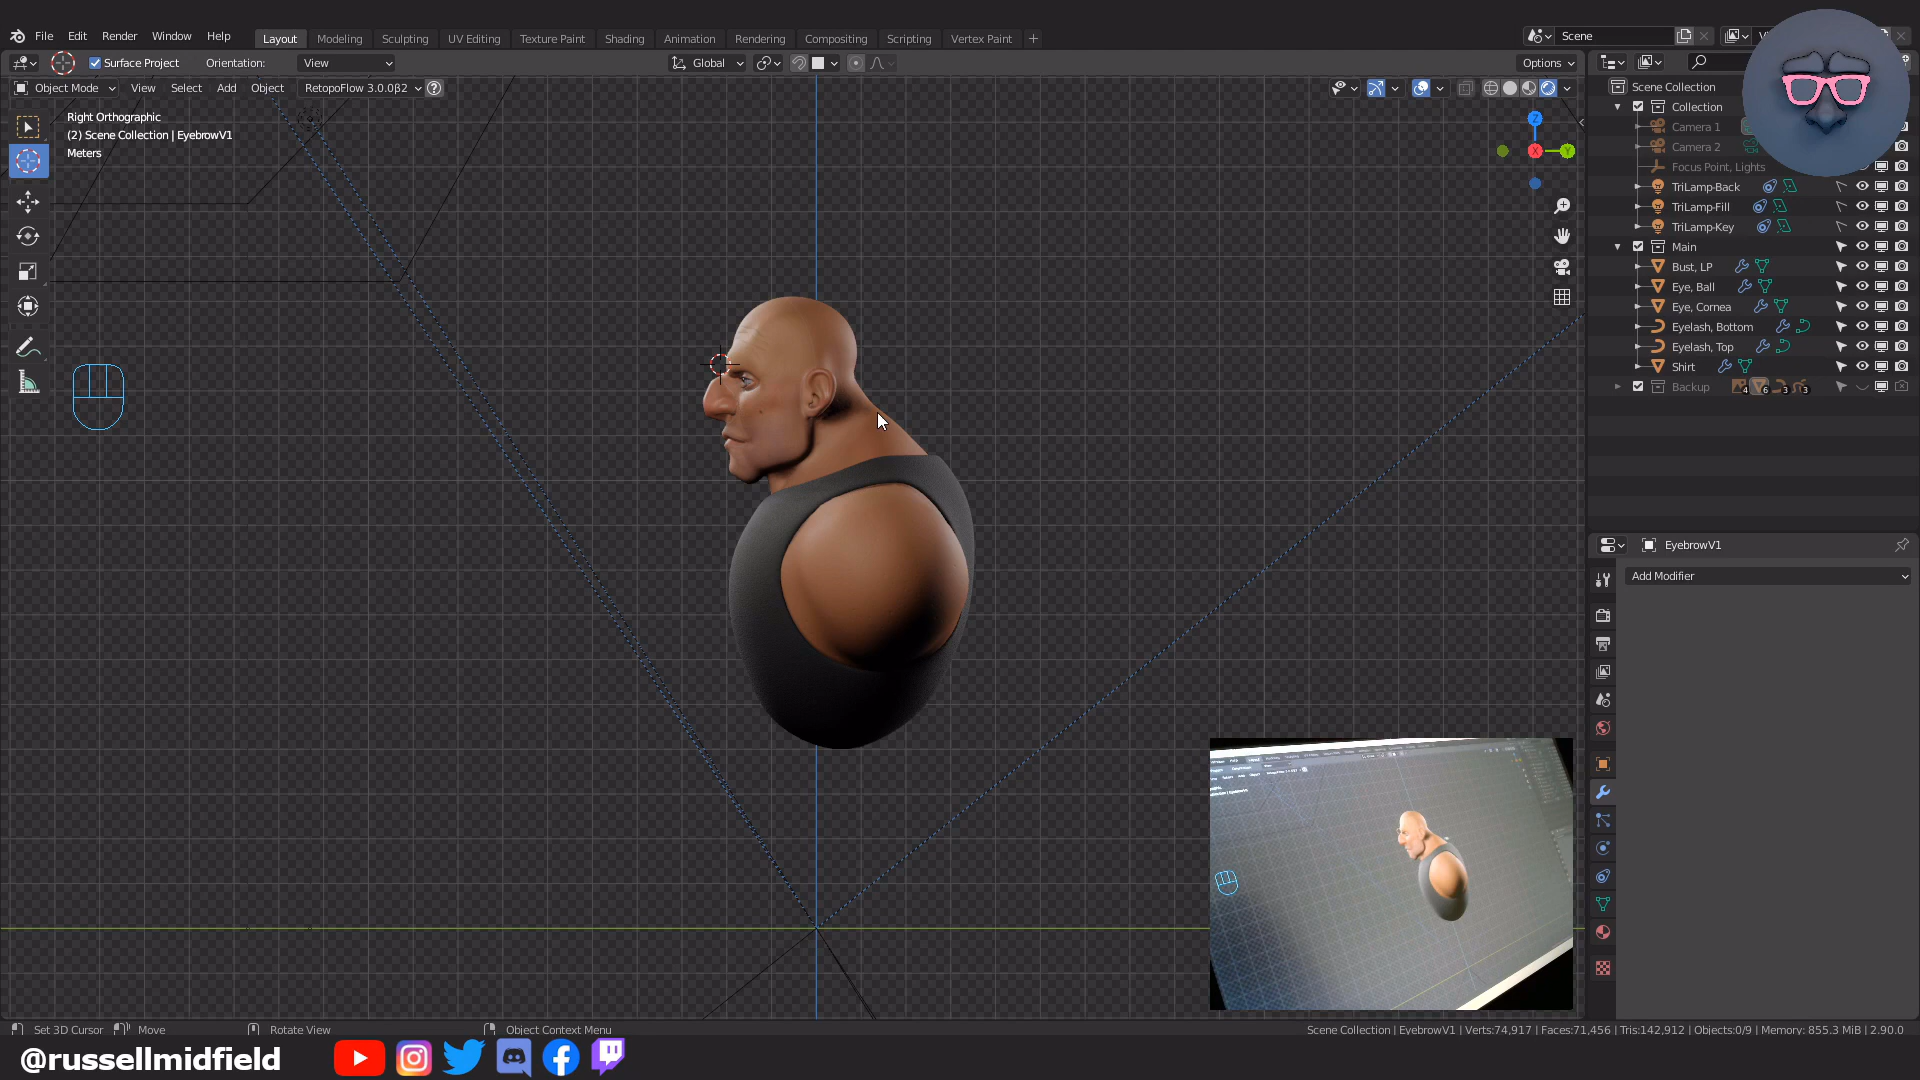 File Edit Render Window Help Layout Modeling Sculpting UV Editing Texture Paint Shading Animation Rendering Compositing Scripting Vertex Paint + Scene
Surface Project Orientation: View Global Options
Object Mode View Select Add Object RetopoFlow 3.0.0β2 ?
Right Orthographic
(2) Scene Collection | EyebrowV1
Meters
Z
X
Y
Scene Collection
Collection
Camera 1
Camera 2
Focus Point, Lights
TriLamp-Back
TriLamp-Fill
TriLamp-Key
Main
Bust, LP
Eye, Ball
Eye, Cornea
Eyelash, Bottom
Eyelash, Top
Shirt
Backup 4 6 3 3
EyebrowV1
Add Modifier
Set 3D Cursor Move Rotate View Object Context Menu
Scene Collection | EyebrowV1 | Verts:74,917 | Faces:71,456 | Tris:142,912 | Objects:0/9 | Memory: 855.3 MiB | 2.90.0
@russellmidfield